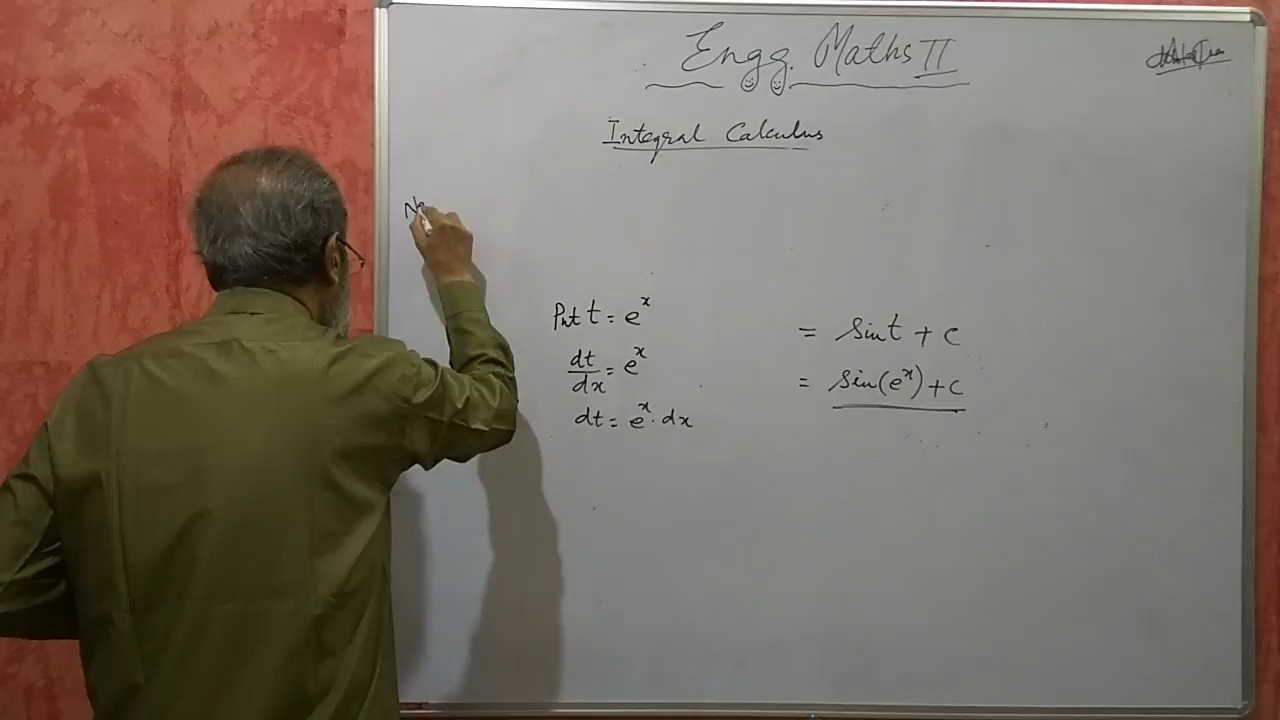 Engg. Maths II
Integral Calculus
Put t = e^x
dt/dx = e^x
dt = e^x · dx
= sin t + c
= sin(e^x) + c